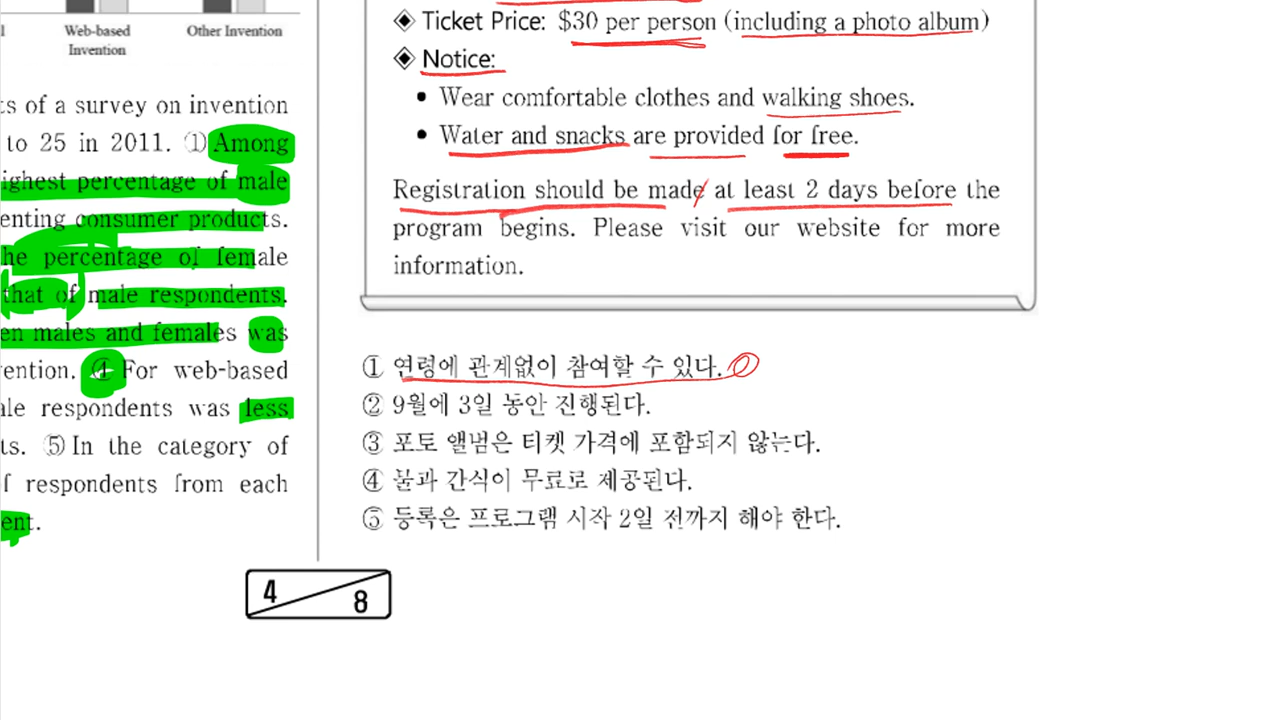 Web-based
Invention
Other Invention
ts of a survey on invention
to 25 in 2011. ① Among
ighest percentage of male
enting consumer products.
he percentage of female
that of male respondents.
en males and females was
ention. ④ For web-based
ale respondents was less
ts. ⑤ In the category of
f respondents from each
ent.
◈ Ticket Price: $30 per person (including a photo album)
◈ Notice:
• Wear comfortable clothes and walking shoes.
• Water and snacks are provided for free.
Registration should be made at least 2 days before the
program begins. Please visit our website for more
information.
① 연령에 관계없이 참여할 수 있다.
② 9월에 3일 동안 진행된다.
③ 포토 앨범은 티켓 가격에 포함되지 않는다.
④ 물과 간식이 무료로 제공된다.
⑤ 등록은 프로그램 시작 2일 전까지 해야 한다.
4 8